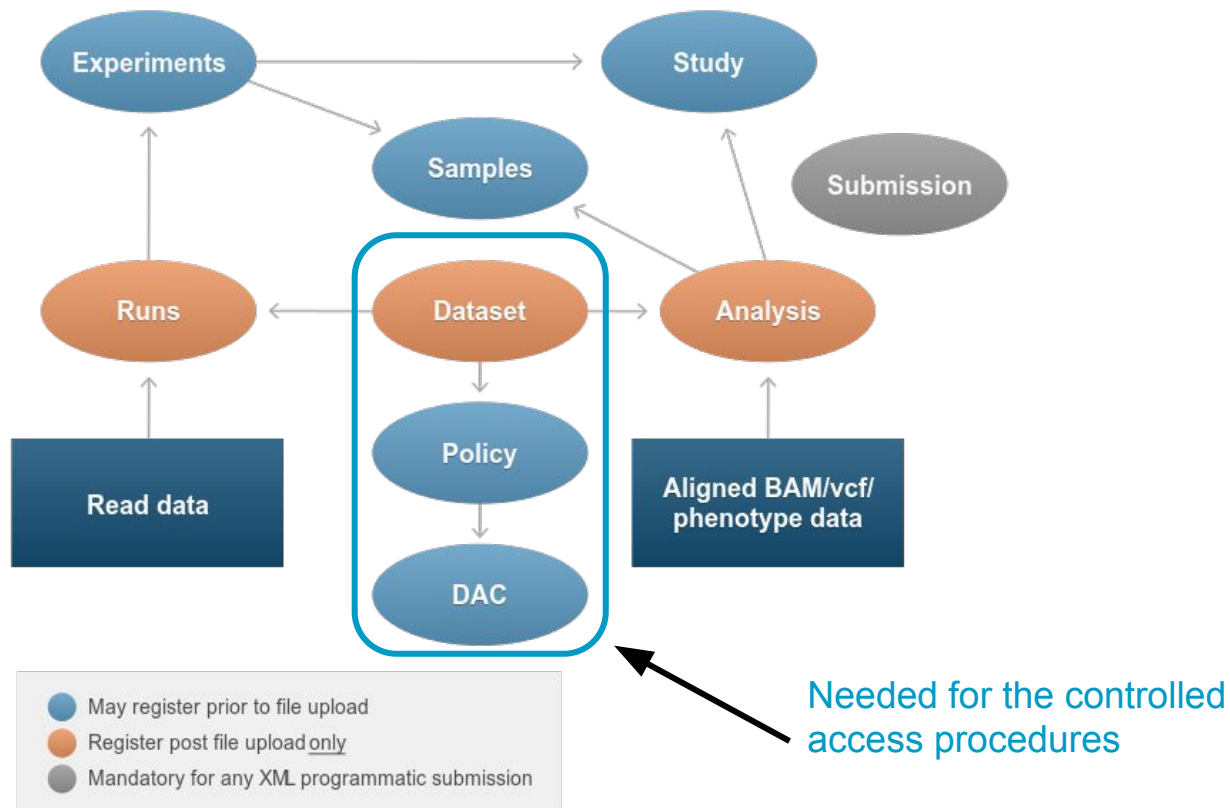 Experiments
Study
Samples
Submission
Runs
Dataset
Analysis
Policy
Read data
Aligned BAM/vcf/
phenotype data
DAC
May register prior to file upload
Register post file upload only
Mandatory for any XML programmatic submission
Needed for the controlled
access procedures